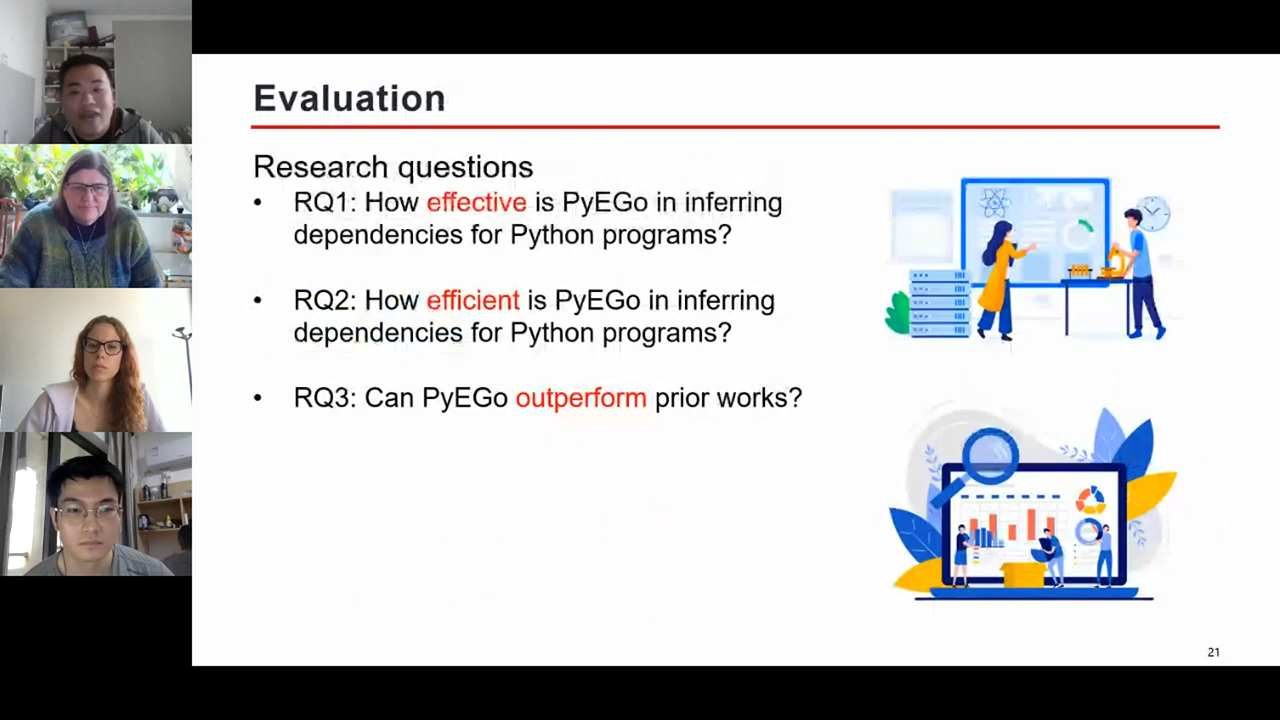 Evaluation
Research questions
• RQ1: How effective is PyEGo in inferring
dependencies for Python programs?
• RQ2: How efficient is PyEGo in inferring
dependencies for Python programs?
• RQ3: Can PyEGo outperform prior works?
21